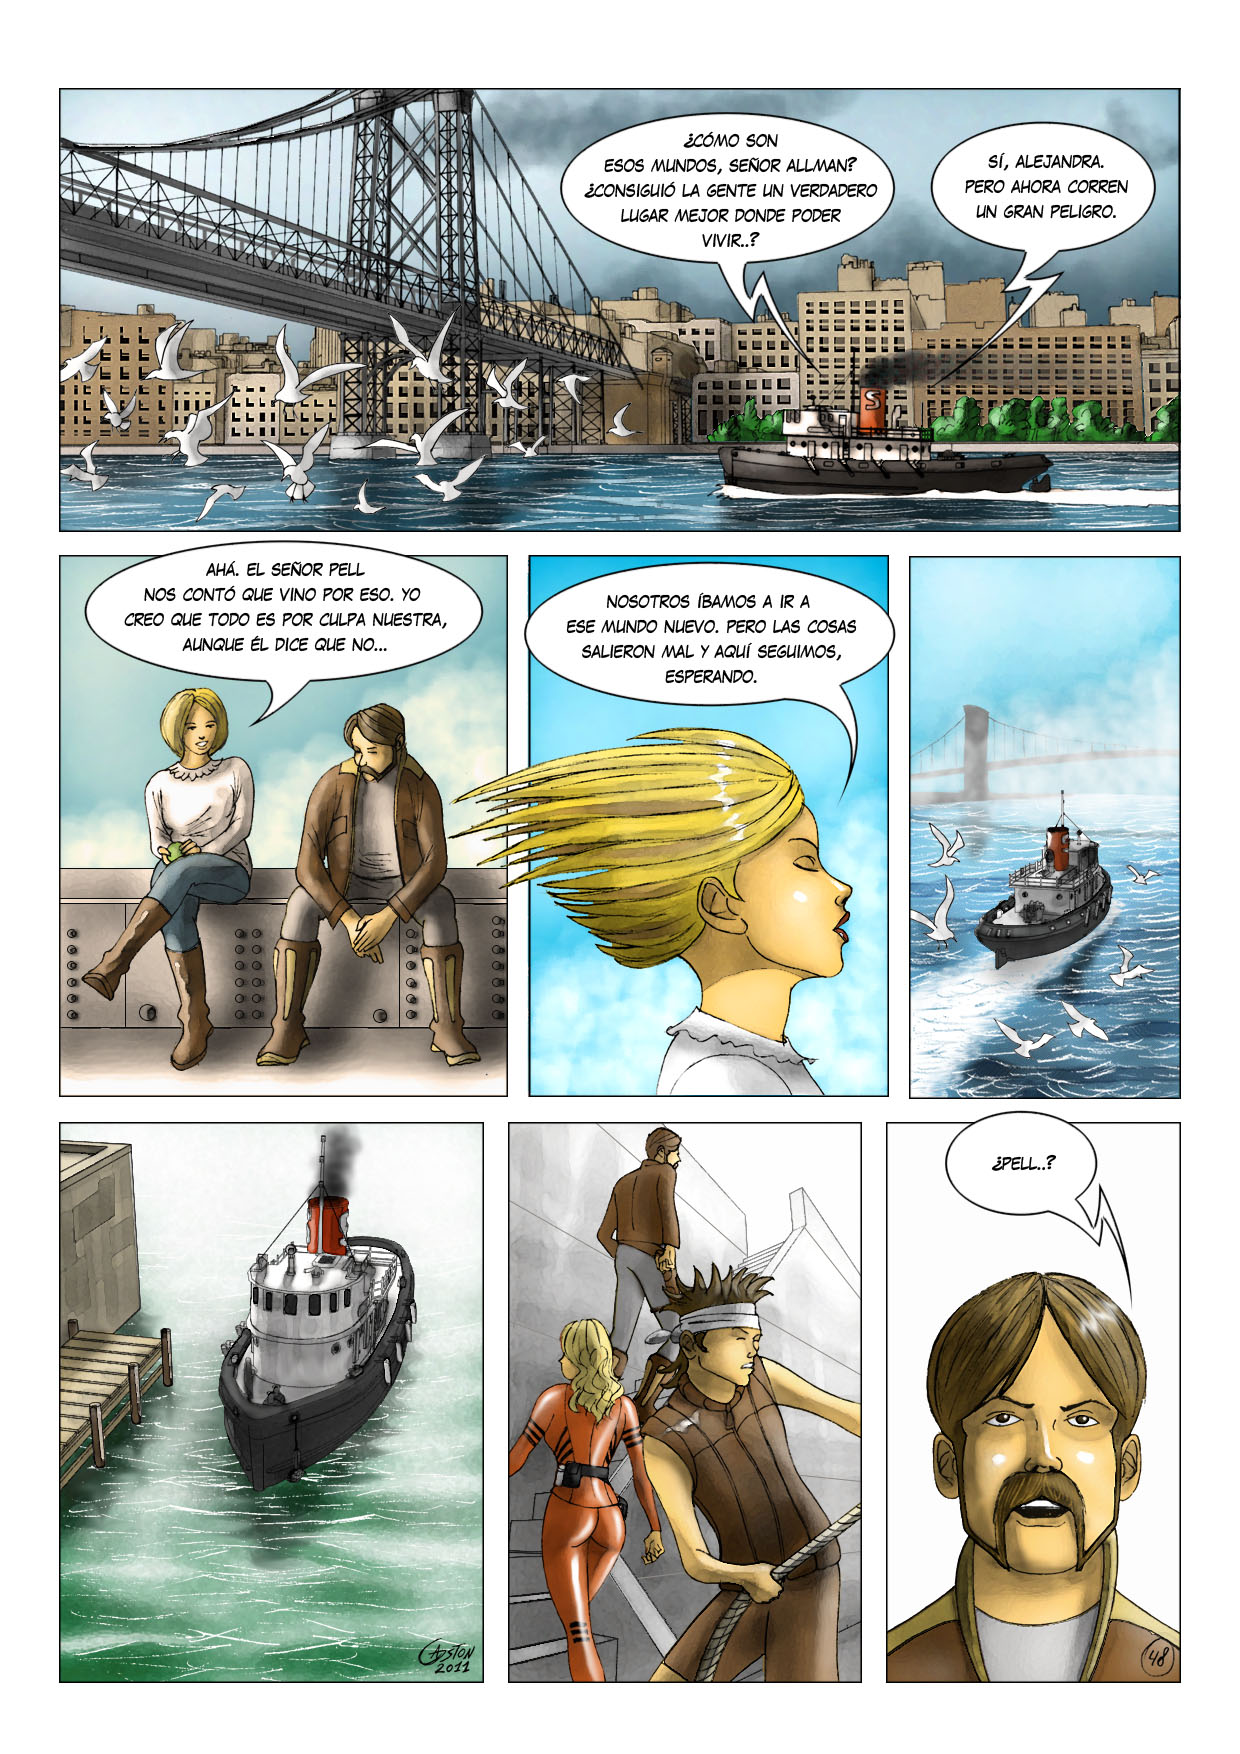 ¿CÓMO SON
ESOS MUNDOS, SEÑOR ALLMAN?
¿CONSIGUIÓ LA GENTE UN VERDADERO
LUGAR MEJOR DONDE PODER
VIVIR..?
SÍ, ALEJANDRA.
PERO AHORA CORREN
UN GRAN PELIGRO.
S
AHÁ. EL SEÑOR PELL
NOS CONTÓ QUE VINO POR ESO. YO
CREO QUE TODO ES POR CULPA NUESTRA,
AUNQUE ÉL DICE QUE NO...
NOSOTROS ÍBAMOS A IR A
ESE MUNDO NUEVO. PERO LAS COSAS
SALIERON MAL Y AQUÍ SEGUIMOS,
ESPERANDO.
GASTON
2011
¿PELL..?
48